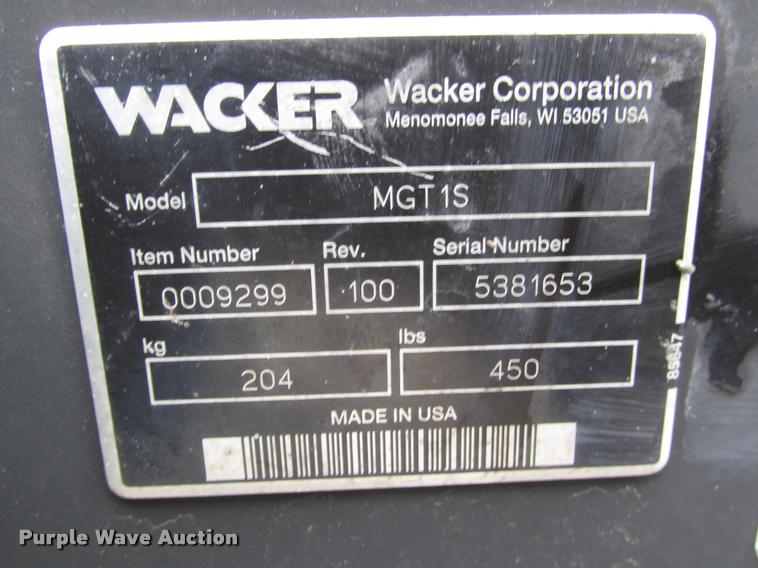 WACKER
Wacker Corporation
Menomonee Falls, WI 53051 USA
Model MGT1S
Item Number Rev. Serial Number
0009299 100 5381653
kg lbs
204 450
85647
MADE IN USA
Purple Wave Auction